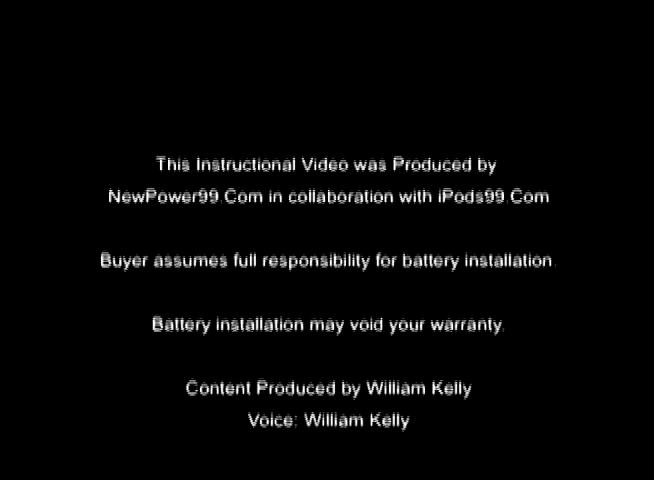 This Instructional Video was Produced by
NewPower99.Com in collaboration with iPods99.Com
Buyer assumes full responsibility for battery installation.
Battery installation may void your warranty.
Content Produced by William Kelly
Voice: William Kelly